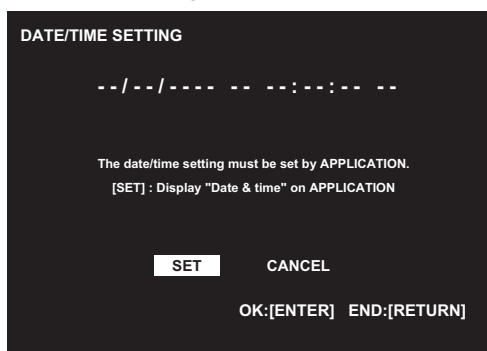 DATE/TIME SETTING
--/--/---- -- --:--:-- --
The date/time setting must be set by APPLICATION.
[SET] : Display "Date & time" on APPLICATION
SET CANCEL
OK:[ENTER] END:[RETURN]